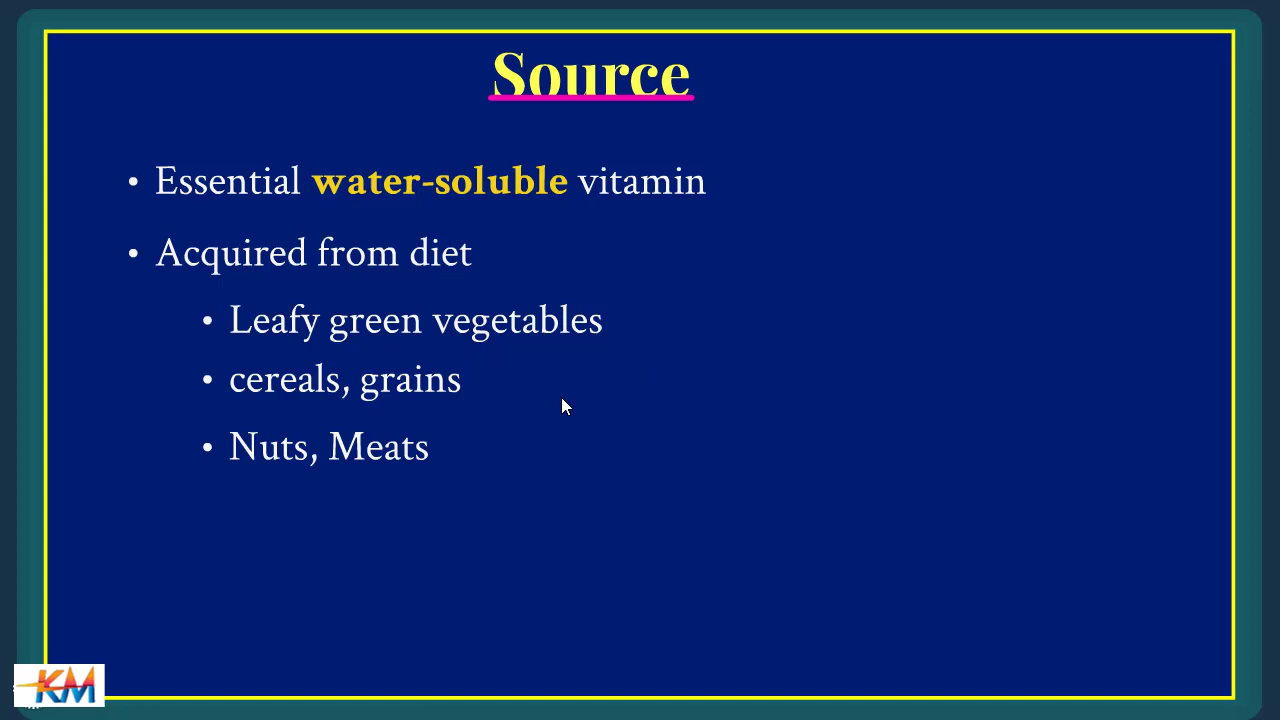 Source
• Essential water-soluble vitamin
• Acquired from diet
• Leafy green vegetables
• cereals, grains
• Nuts, Meats
KM